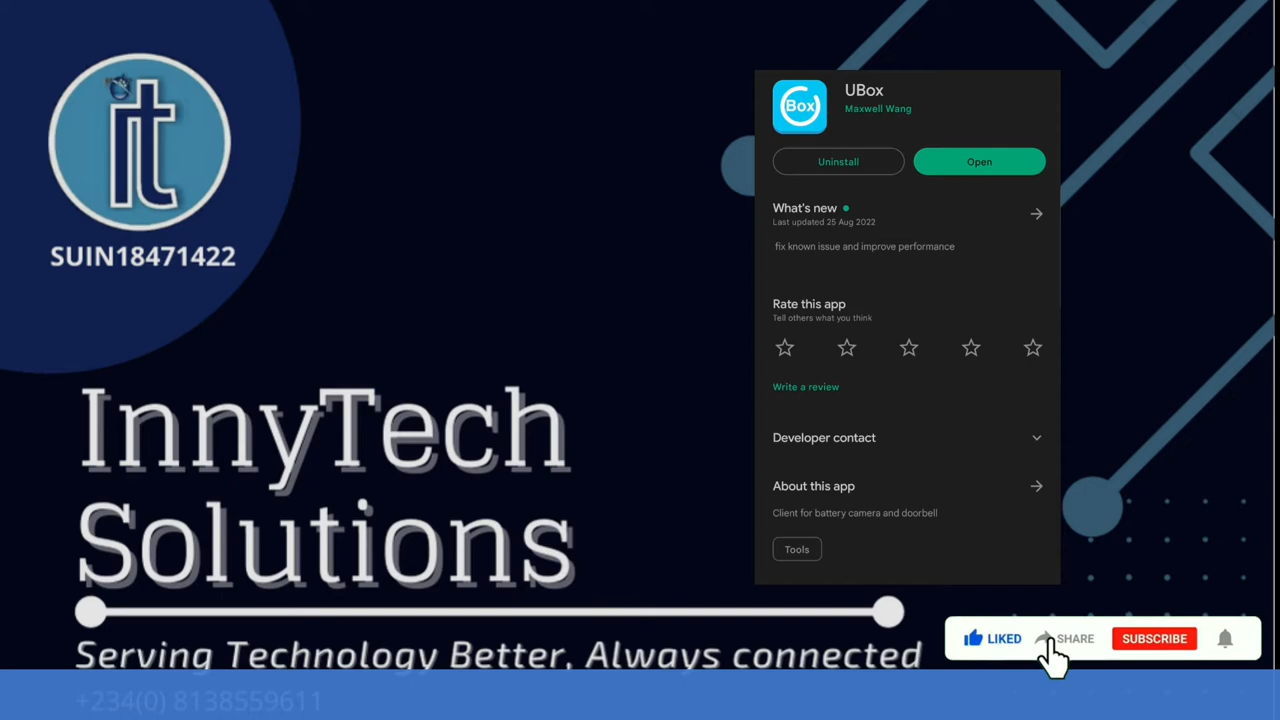 it
SUIN18471422
InnyTech
Solutions
Serving Technology Better, Always connected
+234(0) 8138559611
Box
UBox
Maxwell Wang
Uninstall
Open
What's new
Last updated 25 Aug 2022
fix known issue and improve performance
Rate this app
Tell others what you think
Write a review
Developer contact
About this app
Client for battery camera and doorbell
Tools
LIKED SHARE SUBSCRIBE